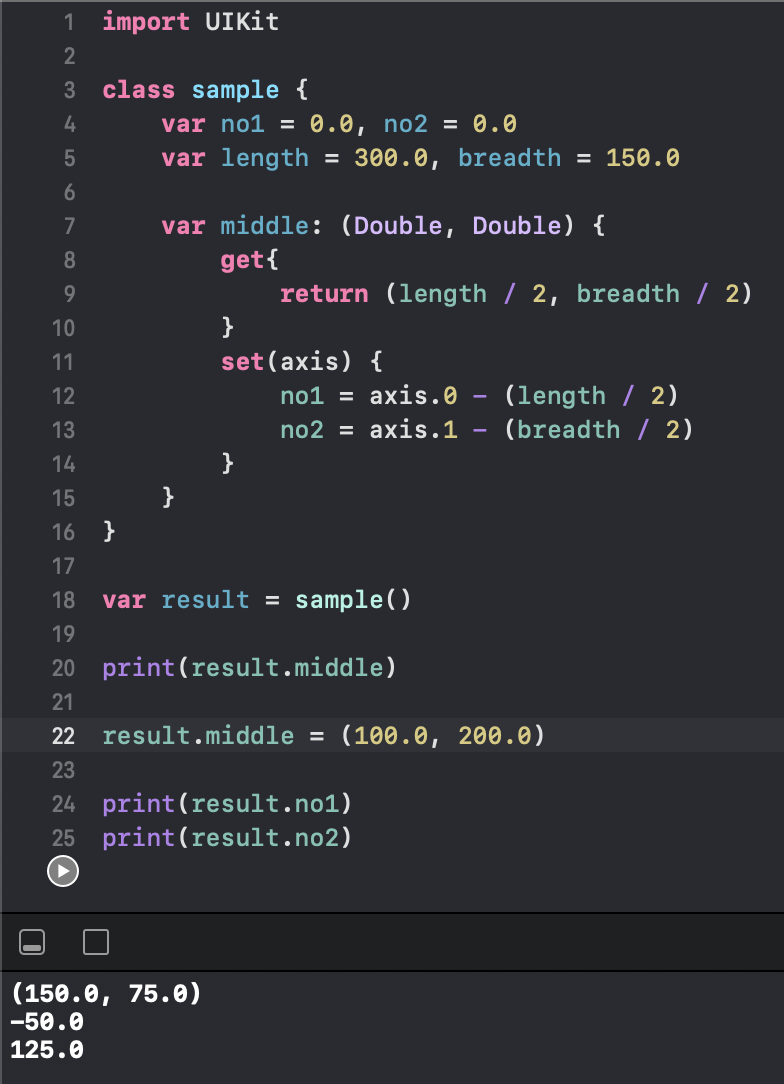 1 import UIKit
2
3 class sample {
4     var no1 = 0.0, no2 = 0.0
5     var length = 300.0, breadth = 150.0
6
7     var middle: (Double, Double) {
8         get{
9             return (length / 2, breadth / 2)
10         }
11         set(axis) {
12             no1 = axis.0 - (length / 2)
13             no2 = axis.1 - (breadth / 2)
14         }
15     }
16 }
17
18 var result = sample()
19
20 print(result.middle)
21
22 result.middle = (100.0, 200.0)
23
24 print(result.no1)
25 print(result.no2)
(150.0, 75.0)
-50.0
125.0